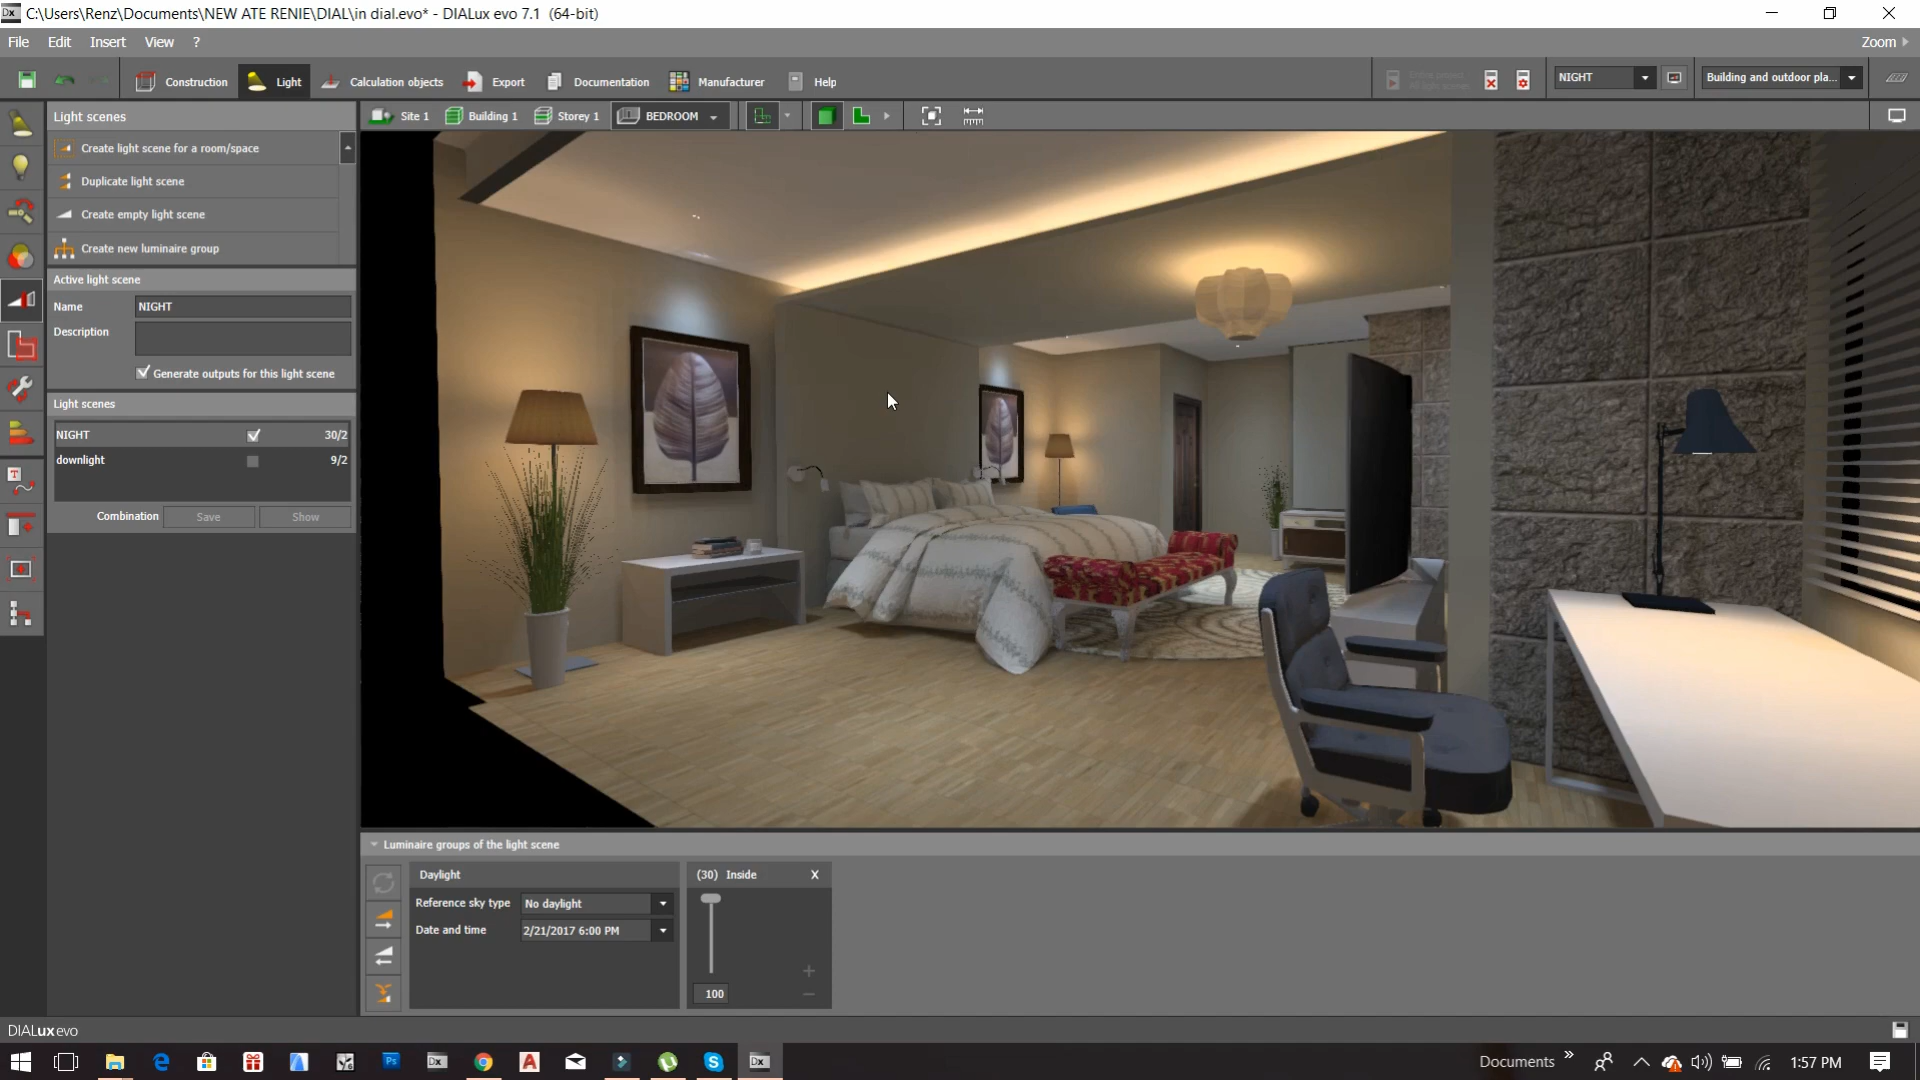 C:\Users\Renz\Documents\NEW ATE RENIE\DIAL\in dial.evo* - DIALux evo 7.1 (64-bit)
File Edit Insert View ? Zoom
Construction Light Calculation objects Export Documentation Manufacturer Help NIGHT Building and outdoor pla...
Light scenes
Site 1 Building 1 Storey 1 BEDROOM
Create light scene for a room/space
Duplicate light scene
Create empty light scene
Create new luminaire group
Active light scene
Name NIGHT
Description
Generate outputs for this light scene
Light scenes
NIGHT 30/2
downlight 9/2
Combination Save Show
Luminaire groups of the light scene
Daylight
Reference sky type No daylight
Date and time 2/21/2017 6:00 PM
(30) Inside X
100
DIALux evo
Documents 1:57 PM